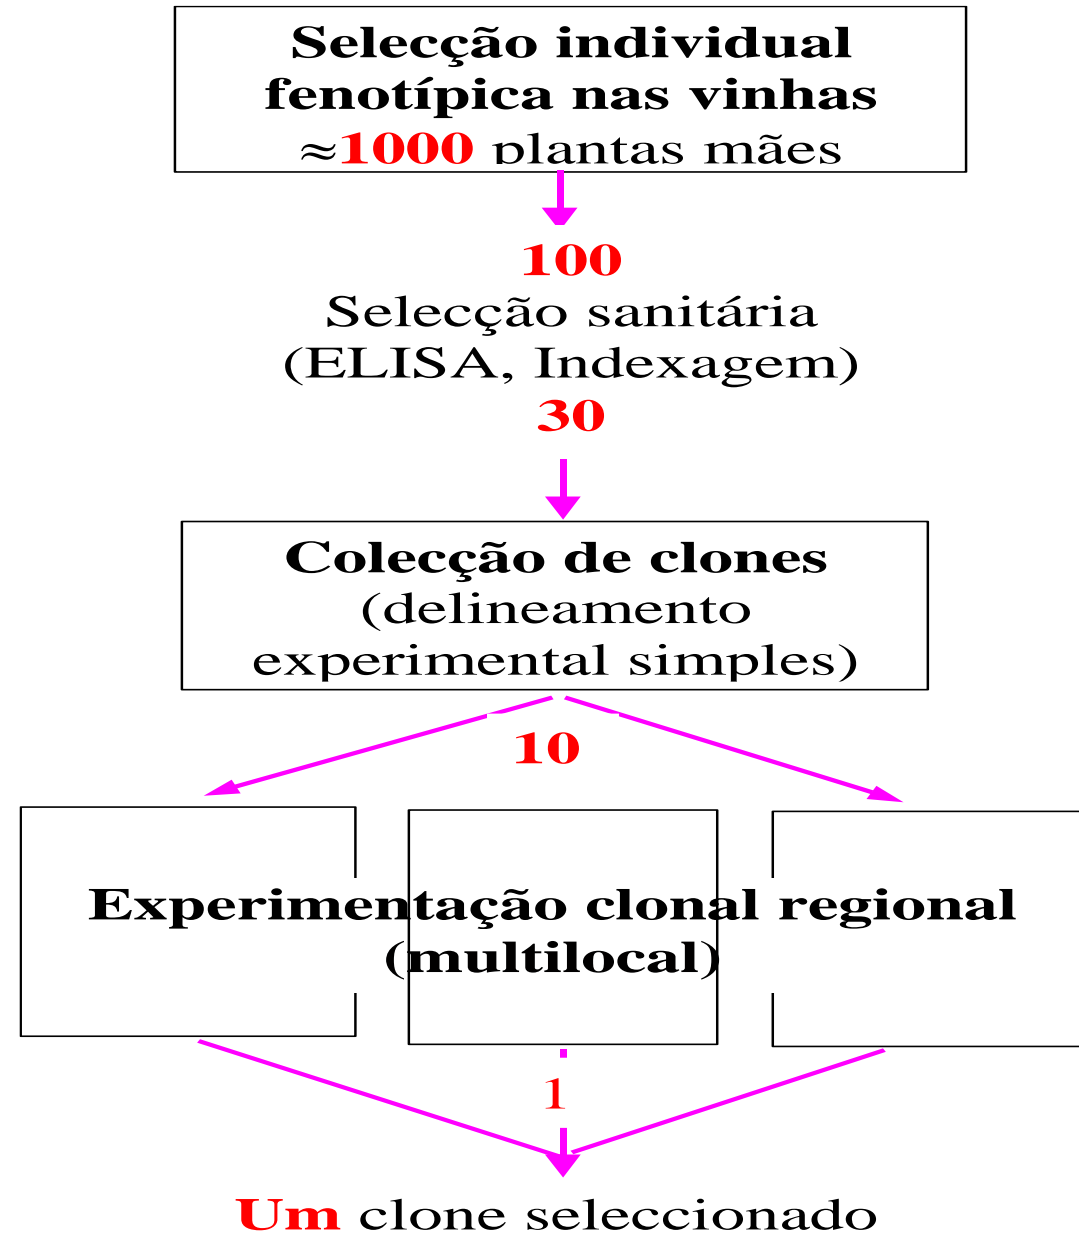 Selecção individual
fenotípica nas vinhas
≈1000 plantas mães
100
Selecção sanitária
(ELISA, Indexagem)
30
Colecção de clones
(delineamento
experimental simples)
10
Experimentação clonal regional
(multilocal)
1
Um clone seleccionado